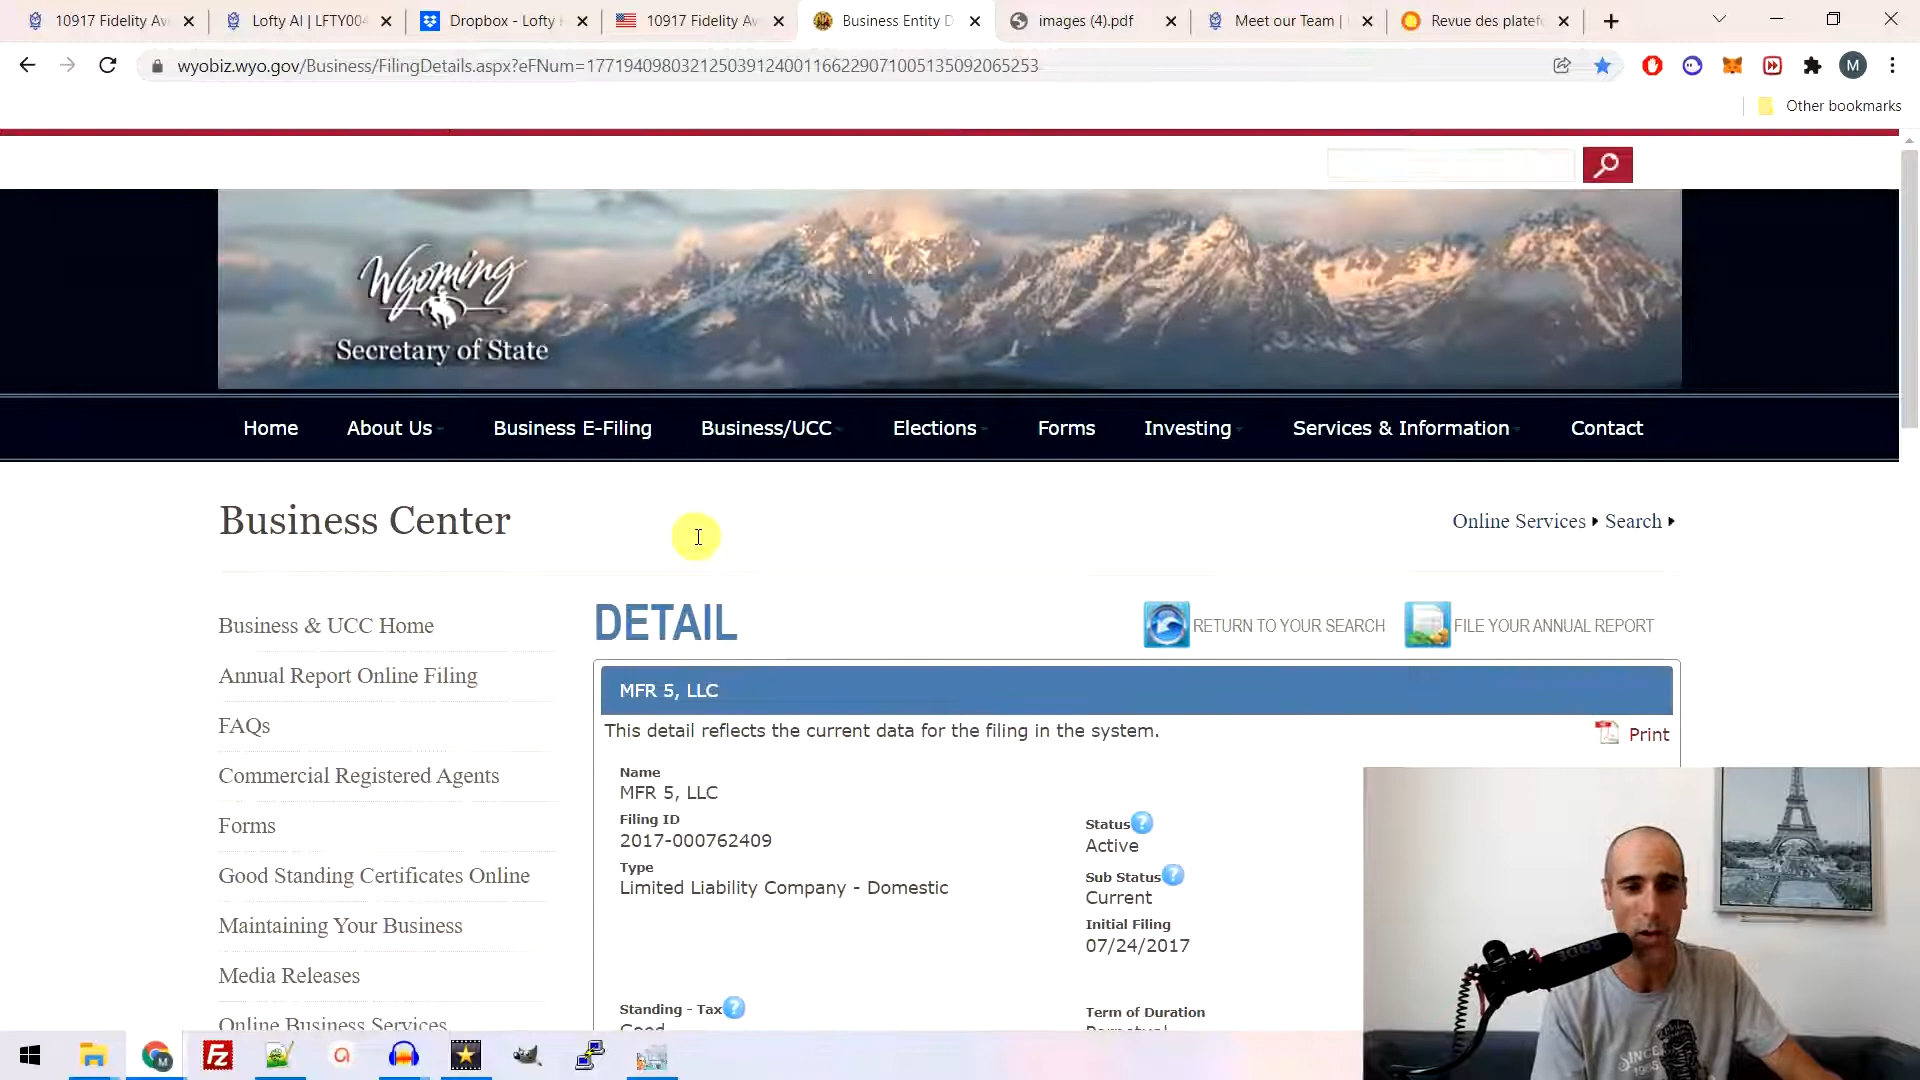 10917 Fidelity Av
Lofty AI | LFTY004
Dropbox - Lofty
10917 Fidelity Av
Business Entity D
images (4).pdf
Meet our Team |
Revue des platef
wyobiz.wyo.gov/Business/FilingDetails.aspx?eFNum=177194098032125039124001166229071005135092065253
M
Other bookmarks
Wyoming
Secretary of State
Home
About Us
Business E-Filing
Business/UCC
Elections
Forms
Investing
Services & Information
Contact
Business Center
Online Services
Search
Business & UCC Home
Annual Report Online Filing
FAQs
Commercial Registered Agents
Forms
Good Standing Certificates Online
Maintaining Your Business
Media Releases
Online Business Services
DETAIL
RETURN TO YOUR SEARCH
FILE YOUR ANNUAL REPORT
MFR 5, LLC
This detail reflects the current data for the filing in the system.
Print
Name
MFR 5, LLC
Filing ID
2017-000762409
Type
Limited Liability Company - Domestic
Status
Active
Sub Status
Current
Initial Filing
07/24/2017
Standing - Tax
Good
Term of Duration
Perpetual
RODE
SINCE
1985